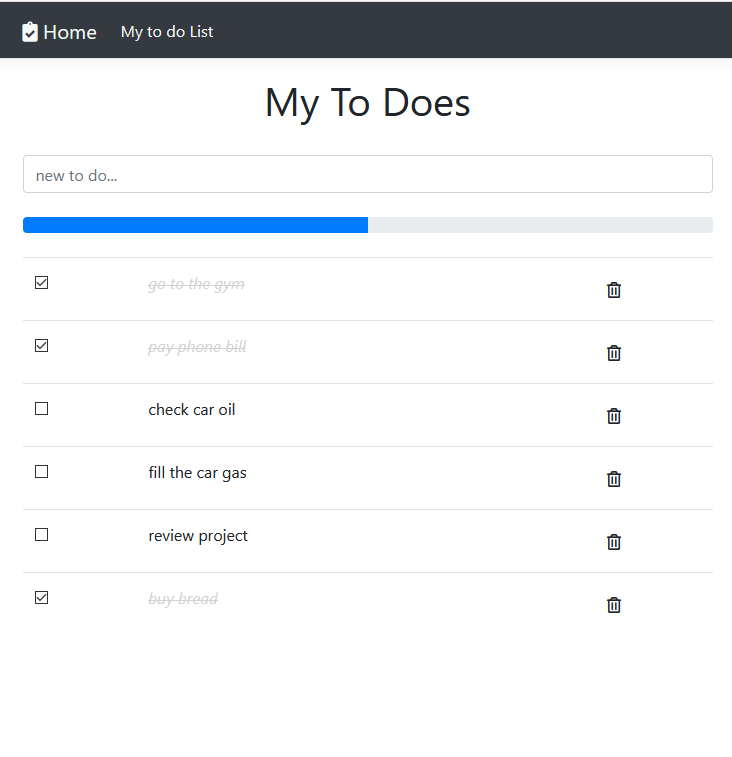 Home My to do List
My To Does
new to do...
go to the gym
pay phone bill
check car oil
fill the car gas
review project
buy bread